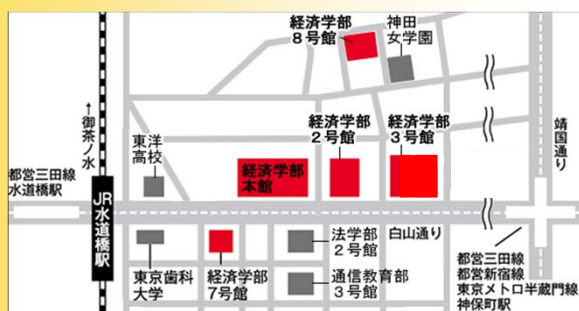 経済学部
8号館
神田
女学園
←御茶ノ水
東洋
高校
経済学部
2号館
経済学部
3号館
靖国通り
都営三田線
水道橋駅
JR水道橋駅
経済学部
本館
白山通り
東京歯科
大学
経済学部
7号館
法学部
2号館
通信教育部
3号館
都営三田線
都営新宿線
東京メトロ半蔵門線
神保町駅